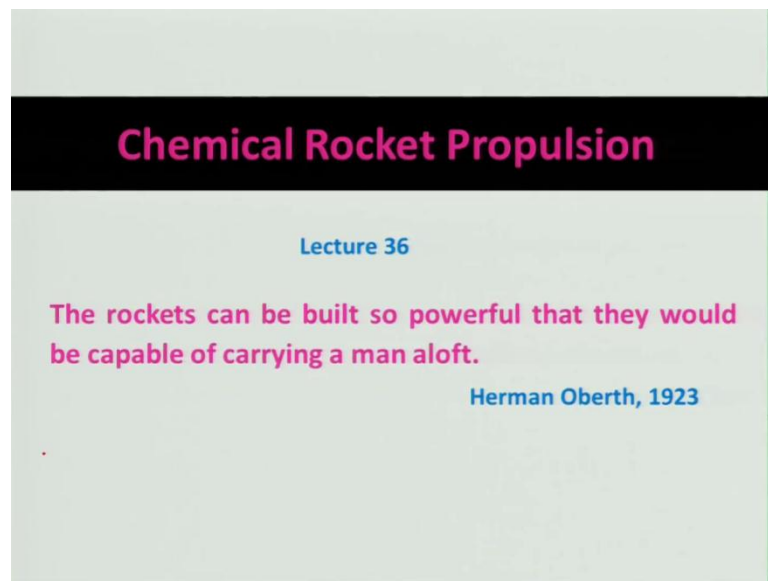 Chemical Rocket Propulsion
Lecture 36
The rockets can be built so powerful that they would
be capable of carrying a man aloft.
Herman Oberth, 1923